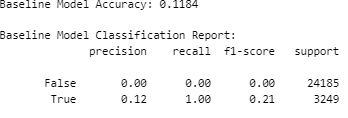 Baseline Model Accuracy: 0.1184
Baseline Model Classification Report:
precision recall f1-score support
False 0.00 0.00 0.00 24185
True 0.12 1.00 0.21 3249